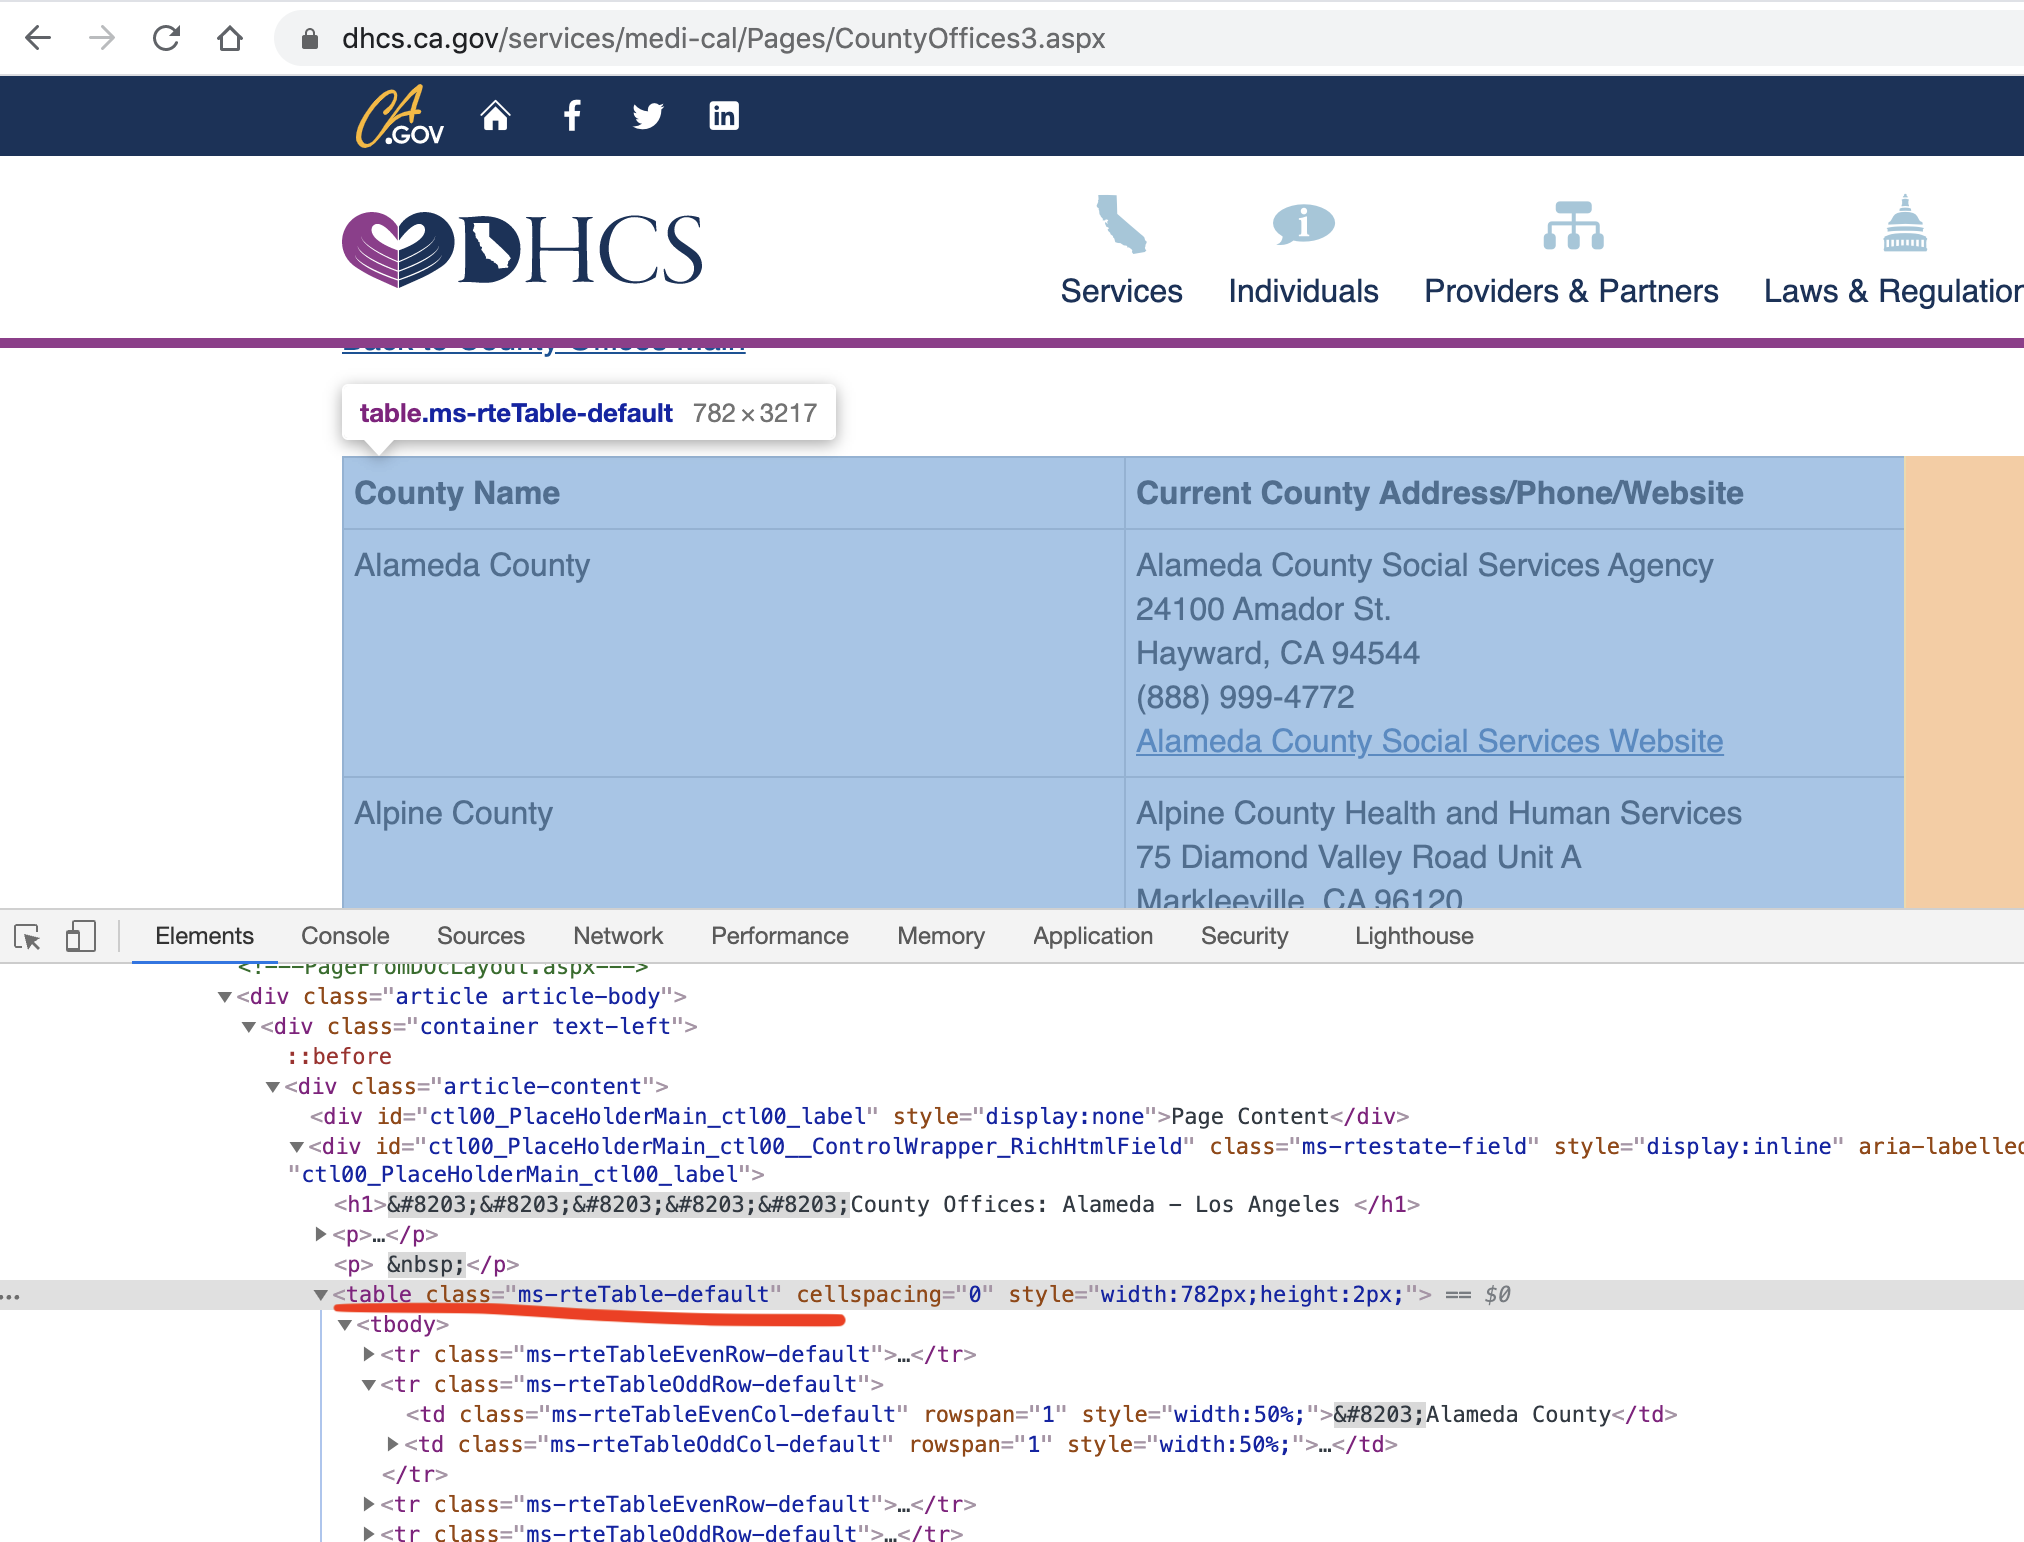 dhcs.ca.gov/services/medi-cal/Pages/CountyOffices3.aspx
CA.GOV
DHCS
Services Individuals Providers & Partners Laws & Regulation
Back to County Offices Main
table.ms-rteTable-default 782 × 3217
County Name Current County Address/Phone/Website
Alameda County Alameda County Social Services Agency
24100 Amador St.
Hayward, CA 94544
(888) 999-4772
Alameda County Social Services Website
Alpine County Alpine County Health and Human Services
75 Diamond Valley Road Unit A
Markleeville, CA 96120
Elements Console Sources Network Performance Memory Application Security Lighthouse
<!---PageFromDocLayout.aspx--->
<div class="article article-body">
<div class="container text-left">
::before
<div class="article-content">
<div id="ctl00_PlaceHolderMain_ctl00_label" style="display:none">Page Content</div>
<div id="ctl00_PlaceHolderMain_ctl00__ControlWrapper_RichHtmlField" class="ms-rtestate-field" style="display:inline" aria-labelled
"ctl00_PlaceHolderMain_ctl00_label">
<h1>&#8203;&#8203;&#8203;&#8203;&#8203;County Offices: Alameda – Los Angeles </h1>
<p>…</p>
<p> &nbsp;</p>
… <table class="ms-rteTable-default" cellspacing="0" style="width:782px;height:2px;"> == $0
<tbody>
<tr class="ms-rteTableEvenRow-default">…</tr>
<tr class="ms-rteTableOddRow-default">
<td class="ms-rteTableEvenCol-default" rowspan="1" style="width:50%;">&#8203;Alameda County</td>
<td class="ms-rteTableOddCol-default" rowspan="1" style="width:50%;">…</td>
</tr>
<tr class="ms-rteTableEvenRow-default">…</tr>
<tr class="ms-rteTableOddRow-default">…</tr>